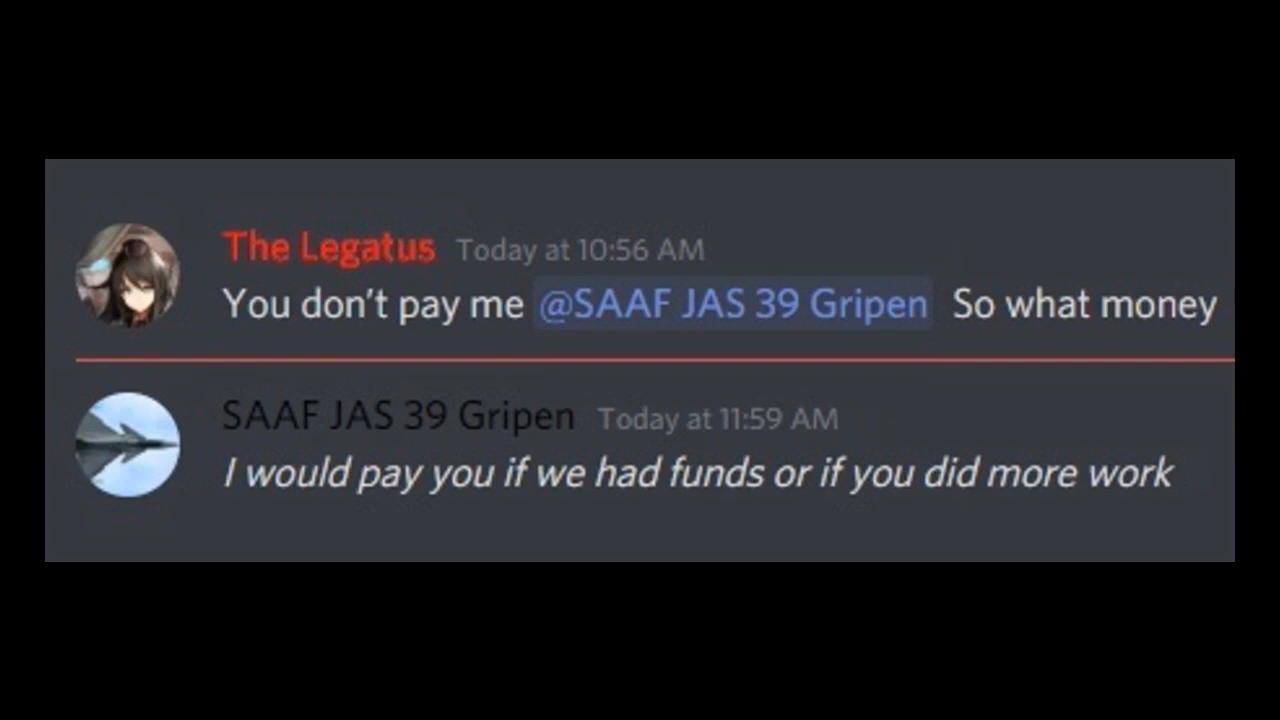 The Legatus Today at 10:56 AM
You don't pay me @SAAF JAS 39 Gripen So what money
SAAF JAS 39 Gripen Today at 11:59 AM
I would pay you if we had funds or if you did more work